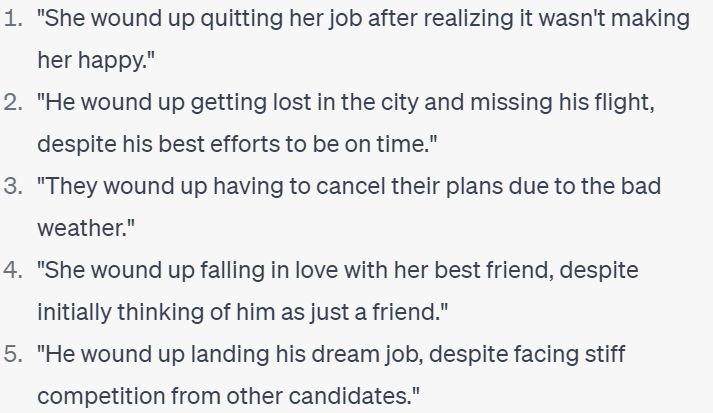 1. "She wound up quitting her job after realizing it wasn't making
her happy."
2. "He wound up getting lost in the city and missing his flight,
despite his best efforts to be on time."
3. "They wound up having to cancel their plans due to the bad
weather."
4. "She wound up falling in love with her best friend, despite
initially thinking of him as just a friend."
5. "He wound up landing his dream job, despite facing stiff
competition from other candidates."